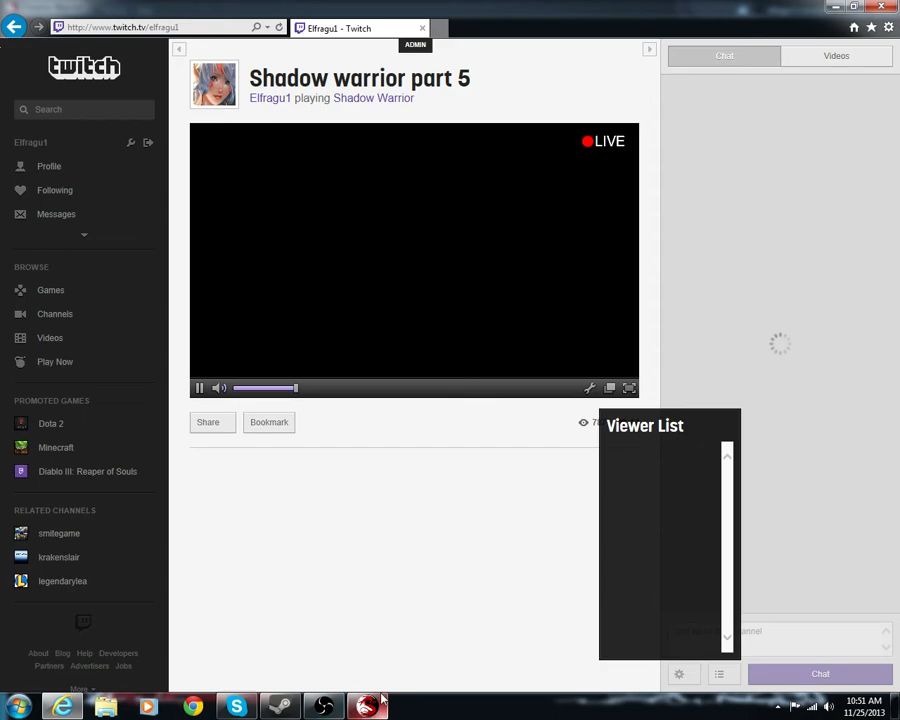 http://www.twitch.tv/elfragu1
Elfragu1 - Twitch
ADMIN
twitch
Search
Elfragu1
Profile
Following
Messages
BROWSE
Games
Channels
Videos
Play Now
PROMOTED GAMES
Dota 2
Minecraft
Diablo III: Reaper of Souls
RELATED CHANNELS
smilegame
krakenslair
legendarylea
About Blog Help Developers
Partners Advertisers Jobs
More
Shadow warrior part 5
Elfragu1 playing Shadow Warrior
LIVE
Share
Bookmark
Viewer List
Chat
Videos
Chat
10:51 AM
11/25/2013